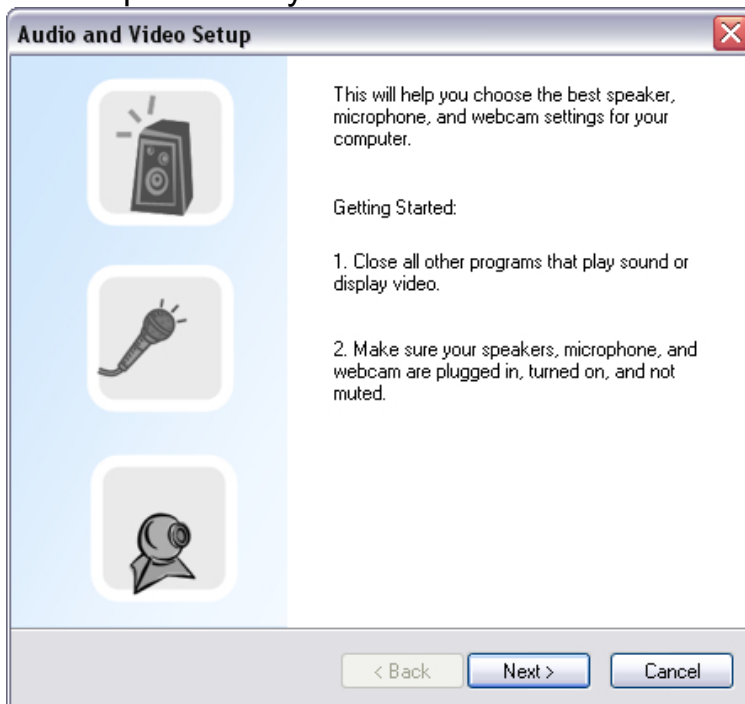 Audio and Video Setup
This will help you choose the best speaker,
microphone, and webcam settings for your
computer.
Getting Started:
1. Close all other programs that play sound or
display video.
2. Make sure your speakers, microphone, and
webcam are plugged in, turned on, and not
muted.
< Back
Next >
Cancel